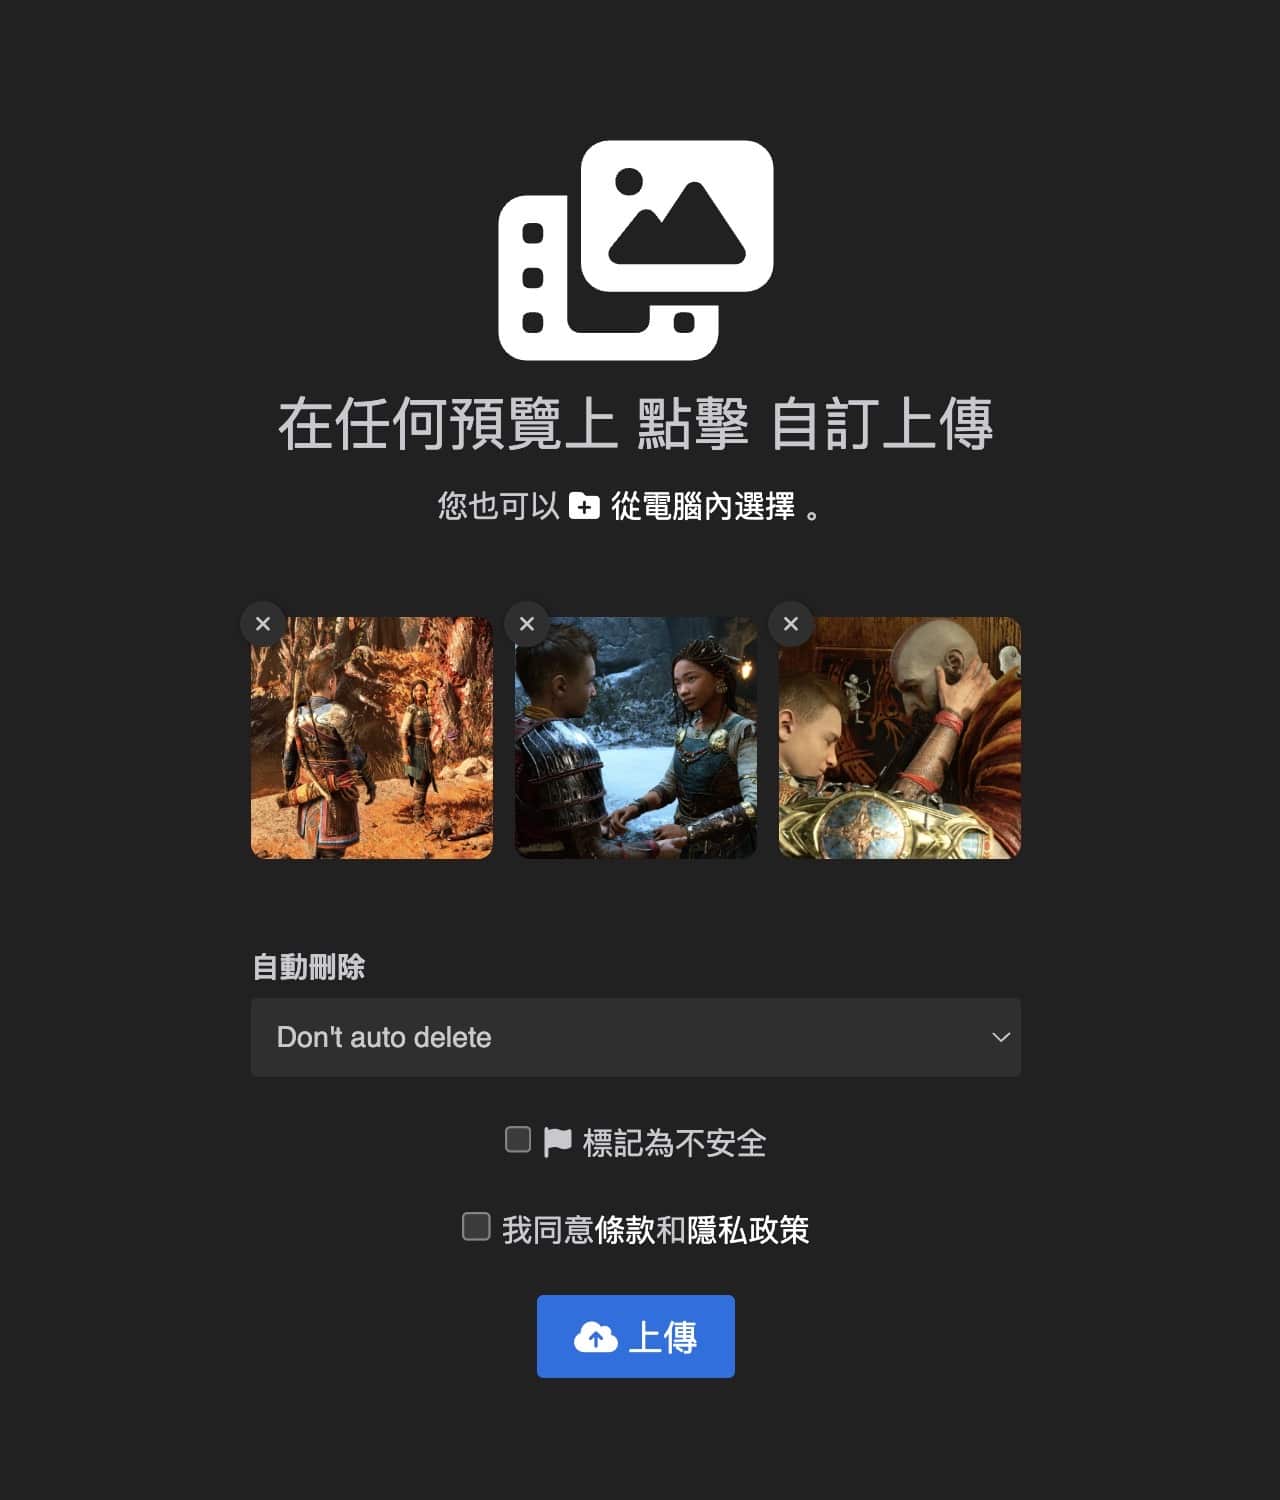 在任何預覽上 點擊 自訂上傳
您也可以 從電腦內選擇 。
自動刪除
Don't auto delete
標記為不安全
我同意條款和隱私政策
上傳